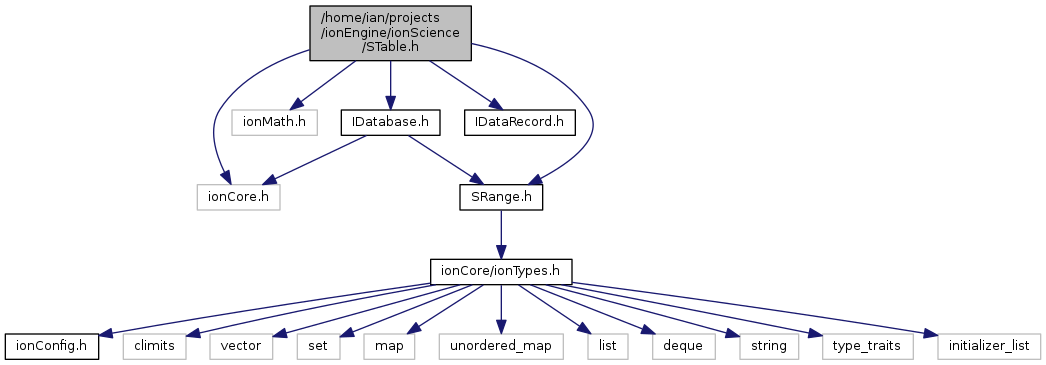 /home/ian/projects
/ionEngine/ionScience
/STable.h
ionMath.h
IDatabase.h
IDataRecord.h
ionCore.h
SRange.h
ionCore/ionTypes.h
ionConfig.h
climits
vector
set
map
unordered_map
list
deque
string
type_traits
initializer_list